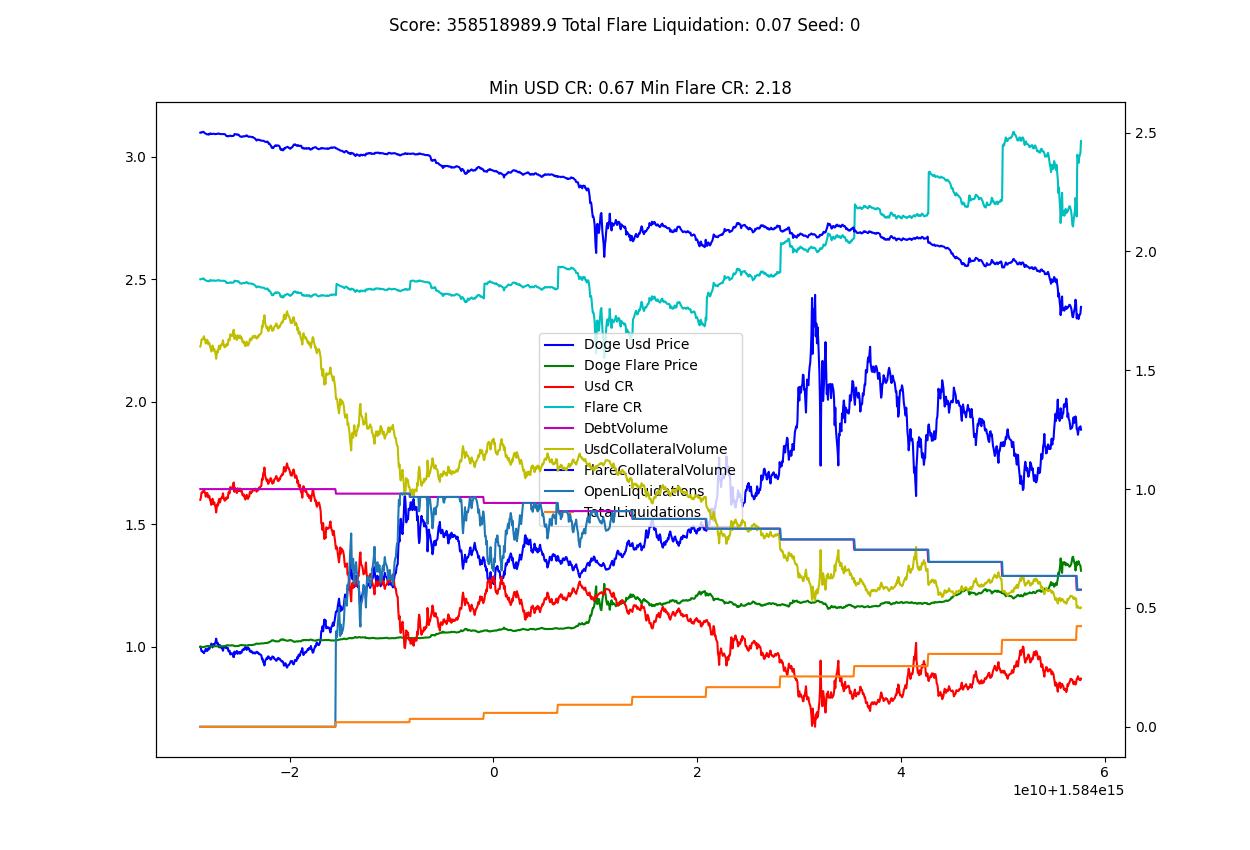 Score: 358518989.9 Total Flare Liquidation: 0.07 Seed: 0
Min USD CR: 0.67 Min Flare CR: 2.18
3.0
2.5
2.0
1.5
1.0
2.5
2.0
1.5
1.0
0.5
0.0
Doge Usd Price
Doge Flare Price
Usd CR
Flare CR
DebtVolume
UsdCollateralVolume
FlareCollateralVolume
OpenLiquidations
TotalLiquidations
−2 0 2 4 6
1e10+1.584e15